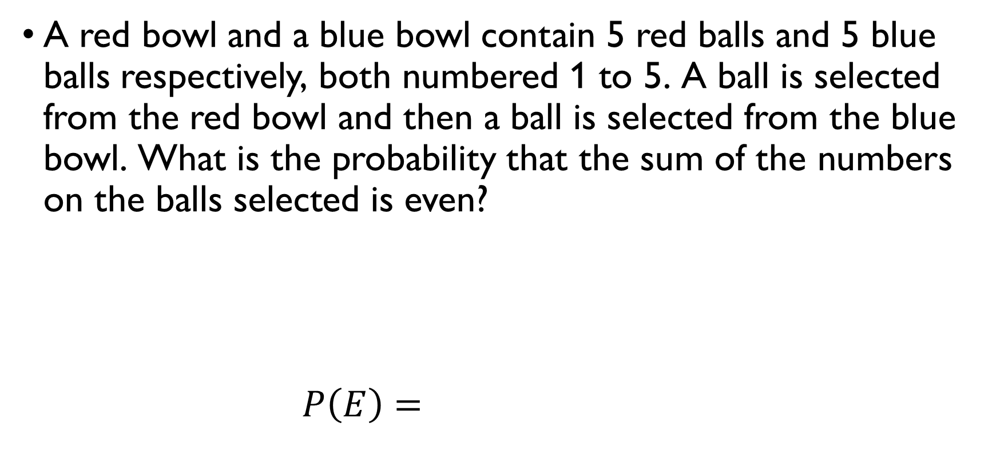 • A red bowl and a blue bowl contain 5 red balls and 5 blue
balls respectively, both numbered 1 to 5. A ball is selected
from the red bowl and then a ball is selected from the blue
bowl. What is the probability that the sum of the numbers
on the balls selected is even?
P(E) =